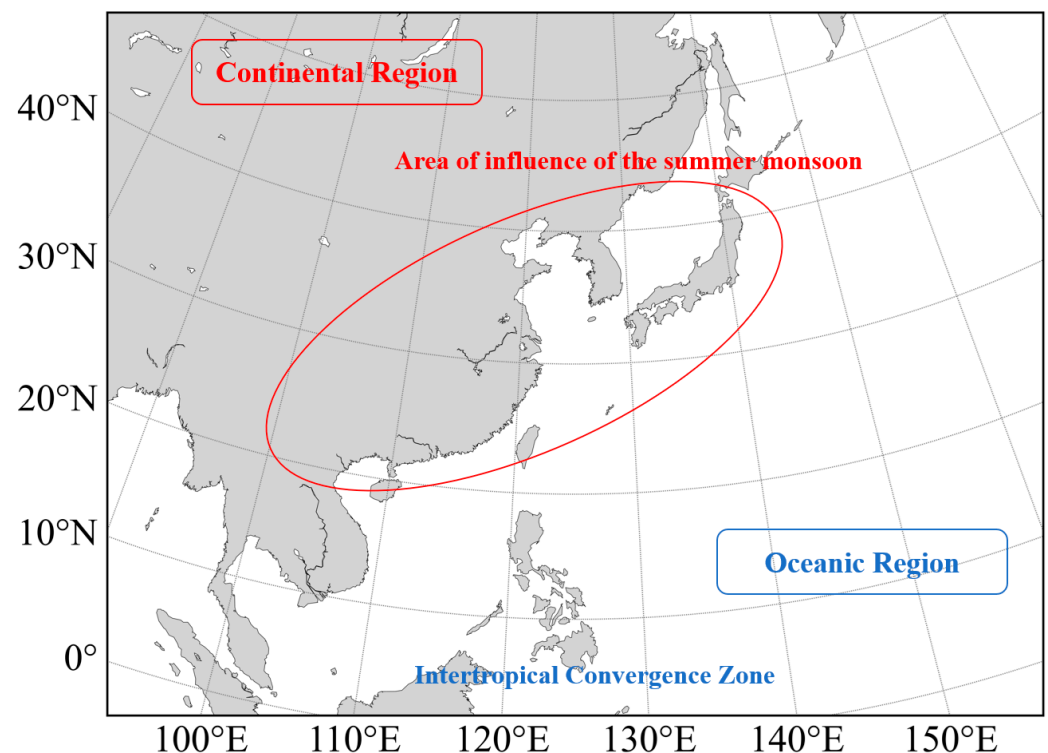 Continental Region
40°N
Area of influence of the summer monsoon
30°N
20°N
10°N
Oceanic Region
0°
Intertropical Convergence Zone
100°E 110°E 120°E 130°E 140°E 150°E